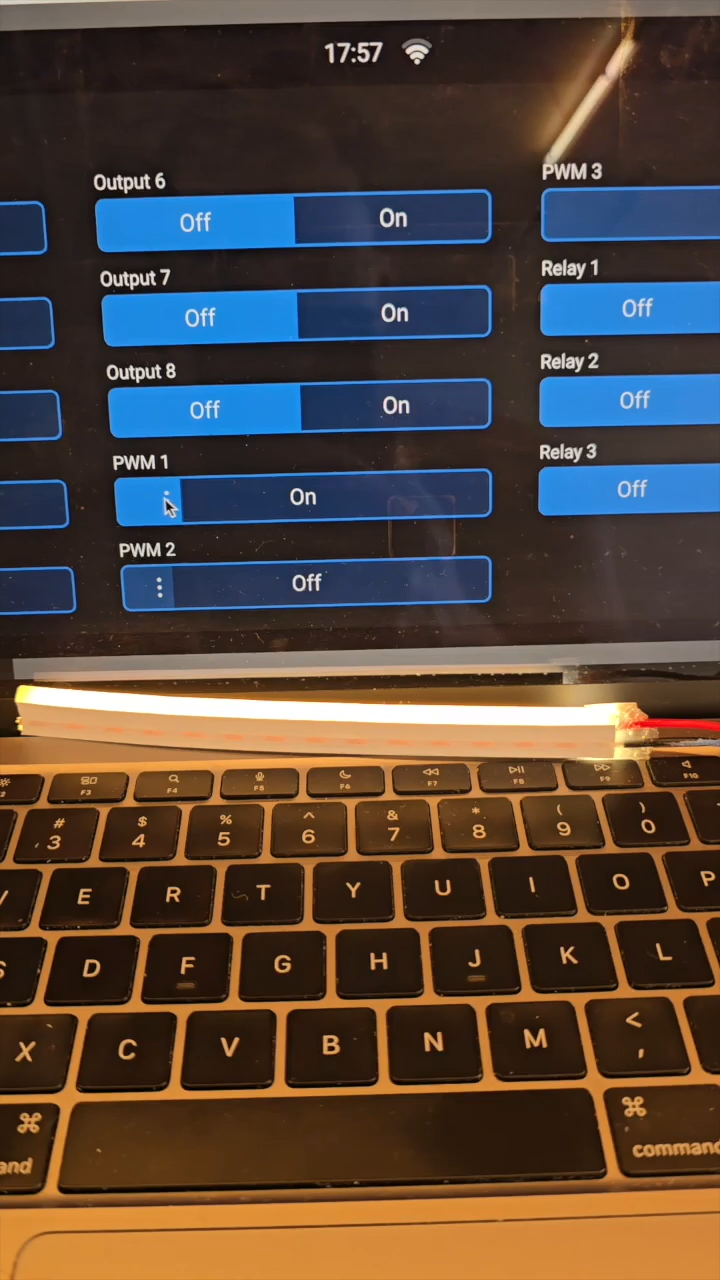 17:57
Output 6
Off On
Output 7
Off On
Output 8
Off On
PWM 1
On
PWM 2
Off
PWM 3
Relay 1
Off
Relay 2
Off
Relay 3
Off
F3 F4 F5 F6 F7 F8 F9 F10
# $ % ^ & * ( )
3 4 5 6 7 8 9 0
E R T Y U I O P
S D F G H J K L
X C V B N M < ,
⌘ ⌘
and command